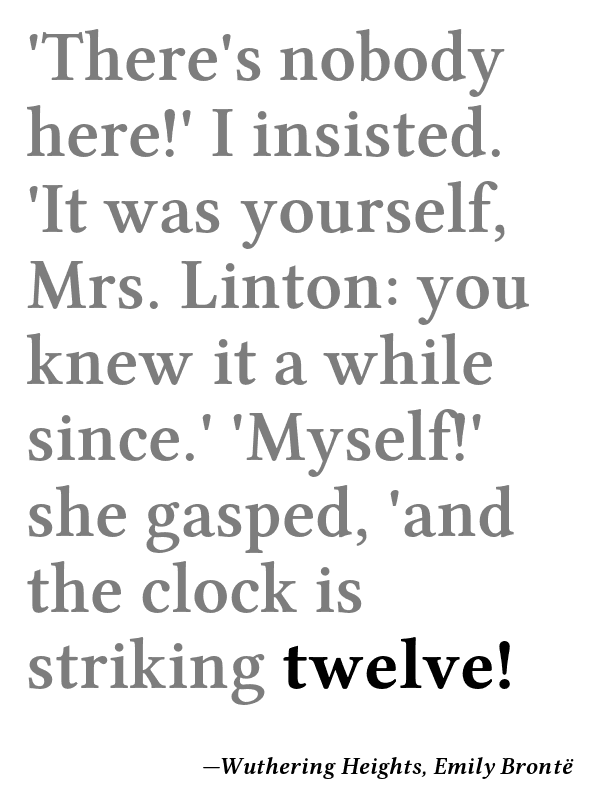 'There's nobody
here!' I insisted.
'It was yourself,
Mrs. Linton: you
knew it a while
since.' 'Myself!'
she gasped, 'and
the clock is
striking twelve!
—Wuthering Heights, Emily Brontë